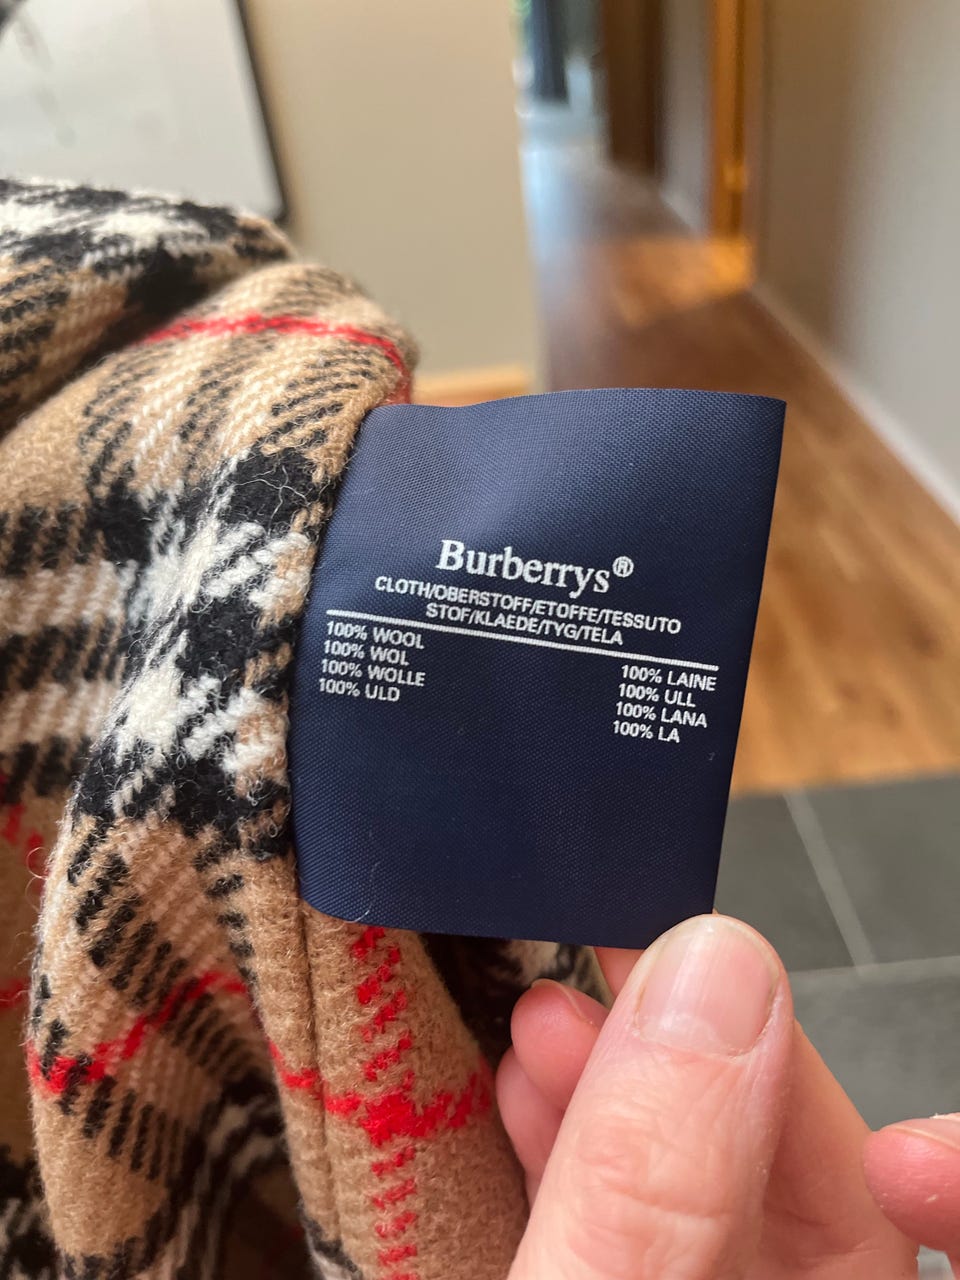 Burberrys®
CLOTH/OBERSTOFF/ETOFFE/TESSUTO
STOF/KLAEDE/TYG/TELA
100% WOOL
100% WOL
100% WOLLE
100% ULD
100% LAINE
100% ULL
100% LANA
100% LA